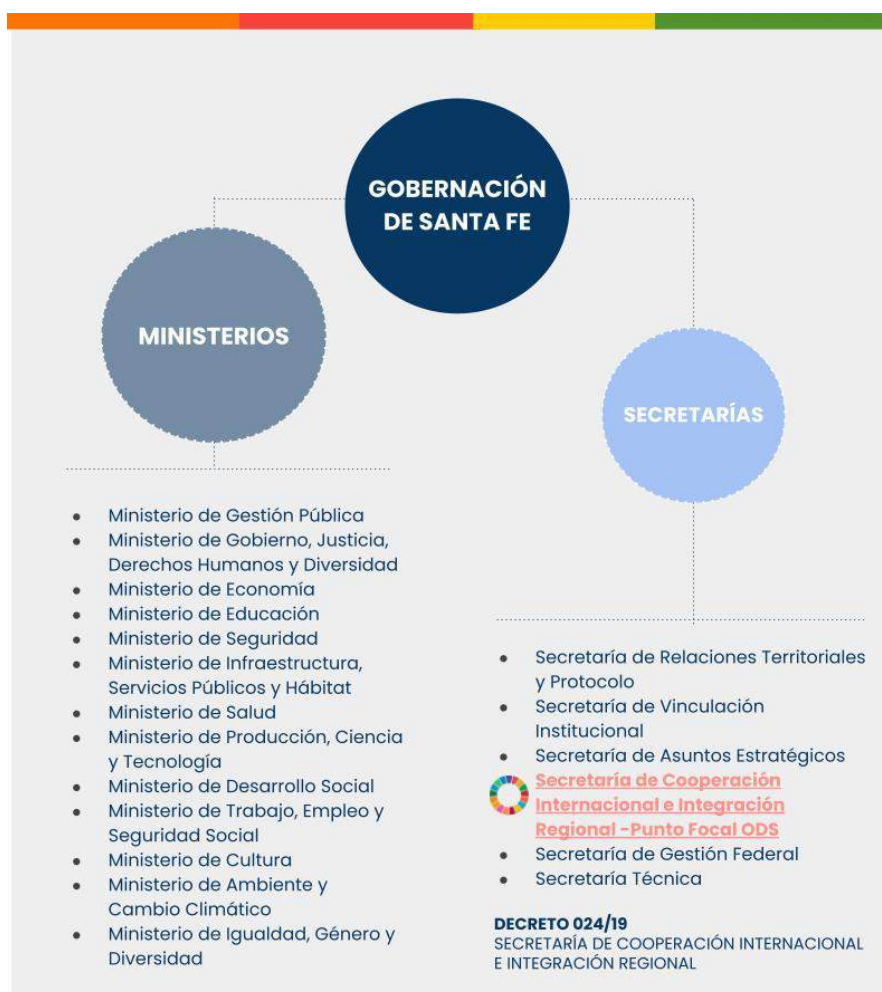 GOBERNACIÓN
DE SANTA FE
MINISTERIOS
SECRETARÍAS
Ministerio de Gestión Pública
Ministerio de Gobierno, Justicia,
Derechos Humanos y Diversidad
Ministerio de Economía
Ministerio de Educación
Ministerio de Seguridad
Ministerio de Infraestructura,
Servicios Públicos y Hábitat
Ministerio de Salud
Ministerio de Producción, Ciencia
y Tecnología
Ministerio de Desarrollo Social
Ministerio de Trabajo, Empleo y
Seguridad Social
Ministerio de Cultura
Ministerio de Ambiente y
Cambio Climático
Ministerio de Igualdad, Género y
Diversidad
Secretaría de Relaciones Territoriales
y Protocolo
Secretaría de Vinculación
Institucional
Secretaría de Asuntos Estratégicos
Secretaría de Cooperación
Internacional e Integración
Regional -Punto Focal ODS
Secretaría de Gestión Federal
Secretaría Técnica
DECRETO 024/19
SECRETARÍA DE COOPERACIÓN INTERNACIONAL
E INTEGRACIÓN REGIONAL